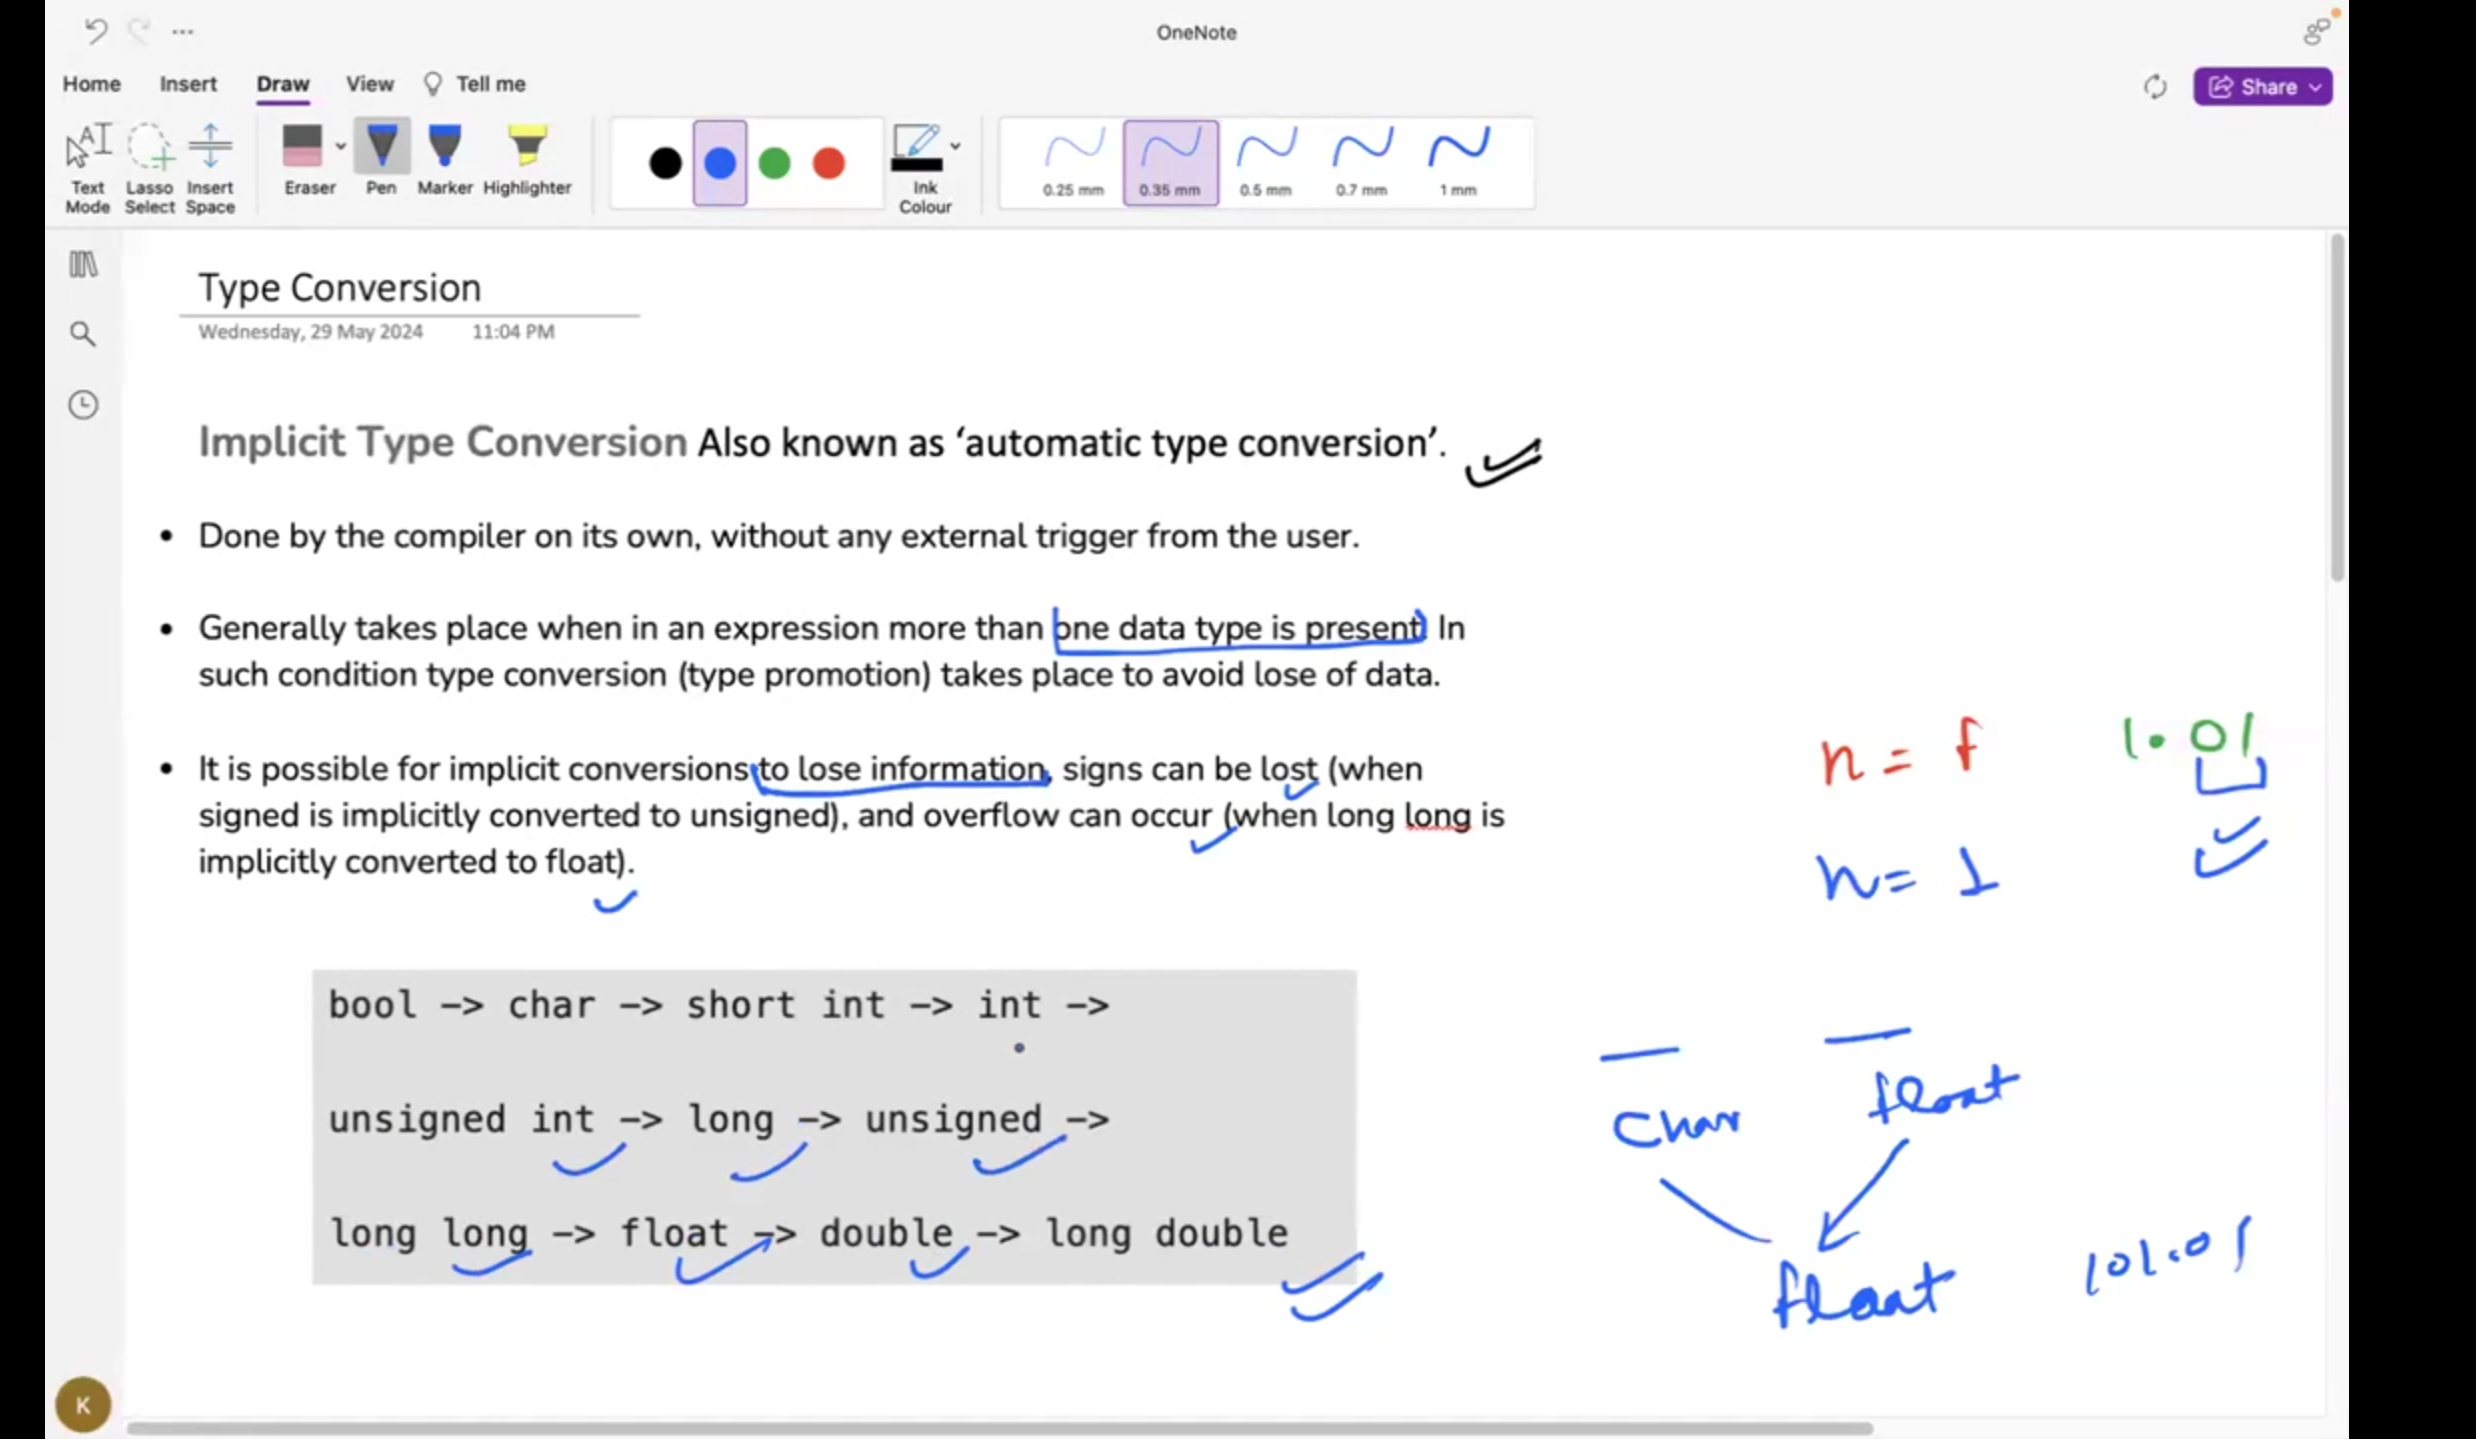 OneNote
Home Insert Draw View Tell me
Share
Text Mode
Lasso Select
Insert Space
Eraser
Pen
Marker
Highlighter
Ink Colour
0.25 mm
0.35 mm
0.5 mm
0.7 mm
1 mm
Type Conversion
Wednesday, 29 May 2024 11:04 PM
Implicit Type Conversion Also known as ‘automatic type conversion’.
• Done by the compiler on its own, without any external trigger from the user.
• Generally takes place when in an expression more than one data type is present. In
such condition type conversion (type promotion) takes place to avoid lose of data.
• It is possible for implicit conversions to lose information, signs can be lost (when
signed is implicitly converted to unsigned), and overflow can occur (when long long is
implicitly converted to float).
n = f 1.01
n = 1
bool -> char -> short int -> int ->
unsigned int -> long -> unsigned ->
long long -> float -> double -> long double
char float
float 101.01
K